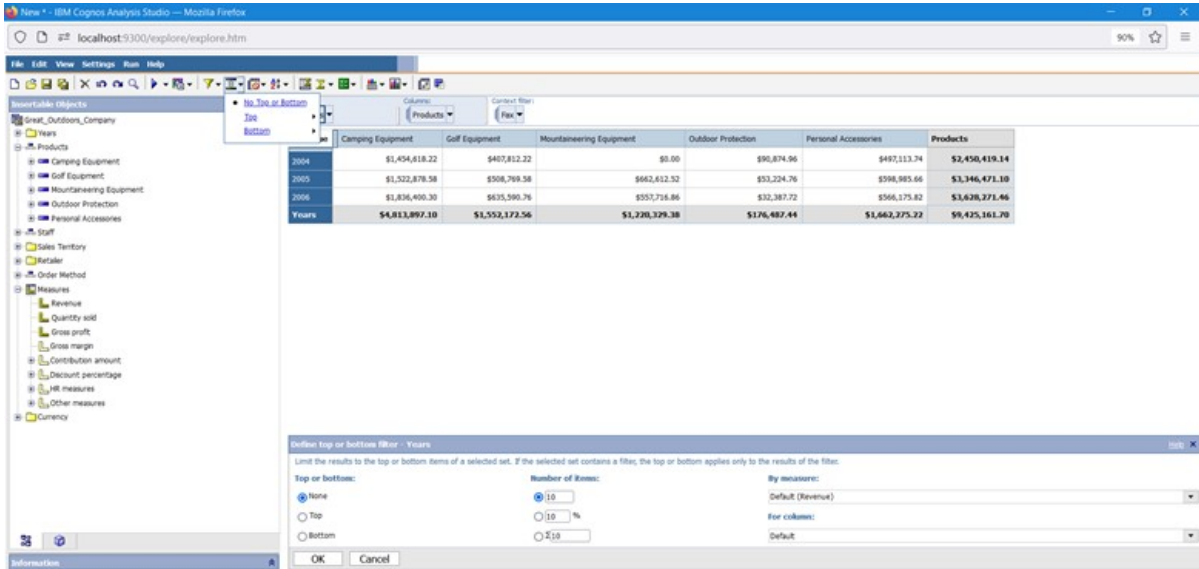 New * - IBM Cognos Analysis Studio — Mozilla Firefox
localhost:9300/explore/explore.htm
90%
File Edit View Settings Run Help
Insertable Objects
Great_Outdoors_Company
Years
Products
Camping Equipment
Golf Equipment
Mountaineering Equipment
Outdoor Protection
Personal Accessories
Staff
Sales Territory
Retailer
Order Method
Measures
Revenue
Quantity sold
Gross profit
Gross margin
Contribution amount
Discount percentage
HR measures
Other measures
Currency
Information
No Top or Bottom
Top
Bottom
Columns:
Products
Context filter:
Fax
Camping Equipment Golf Equipment Mountaineering Equipment Outdoor Protection Personal Accessories Products
2004 $1,454,618.22 $407,812.22 $0.00 $90,874.96 $497,113.74 $2,450,419.14
2005 $1,522,878.58 $508,769.58 $662,612.52 $53,224.76 $598,985.66 $3,346,471.10
2006 $1,836,400.30 $635,590.76 $557,716.86 $32,387.72 $566,175.82 $3,628,271.46
Years $4,813,897.10 $1,552,172.56 $1,220,329.38 $176,487.44 $1,662,275.22 $9,425,161.70
Define top or bottom filter - Years Help
Limit the results to the top or bottom items of a selected set. If the selected set contains a filter, the top or bottom applies only to the results of the filter.
Top or bottom: Number of items: By measure:
None 10 Default (Revenue)
Top 10 % For column:
Bottom Σ 10 Default
OK Cancel